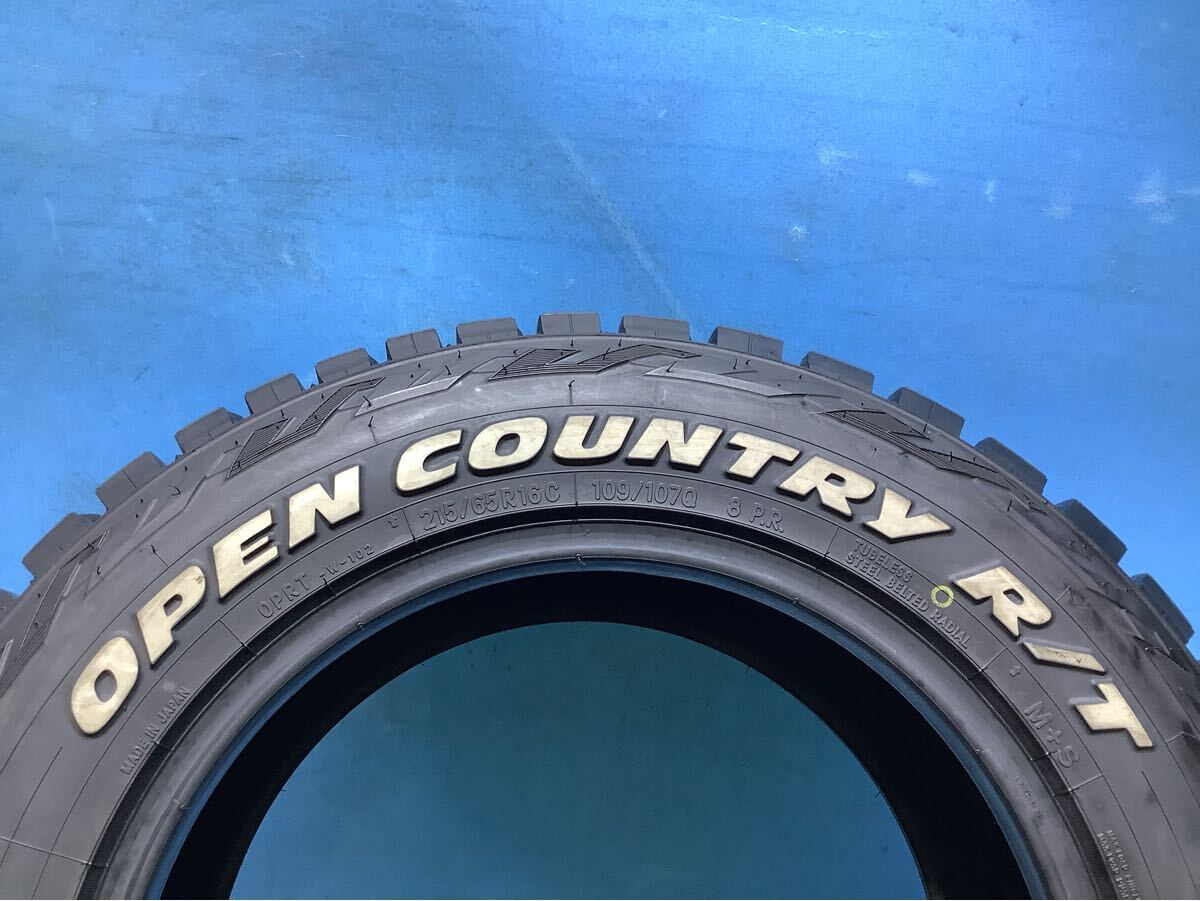 OPEN COUNTRY R/T
215/65R16C 109/107Q 8 P.R.
OPRT W-102
MADE IN JAPAN
TUBELESS
STEEL BELTED RADIAL
M+S